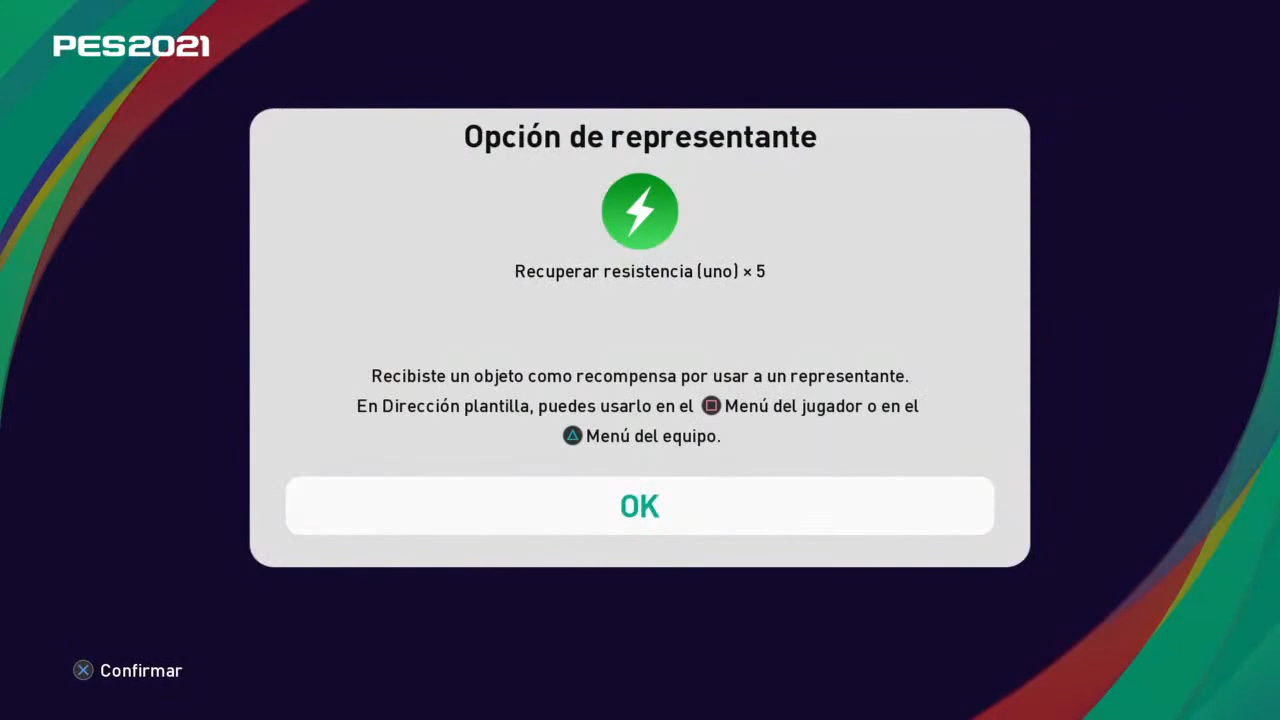 PES2021
Opción de representante
Recuperar resistencia (uno) × 5
Recibiste un objeto como recompensa por usar a un representante.
En Dirección plantilla, puedes usarlo en el Menú del jugador o en el
Menú del equipo.
OK
Confirmar